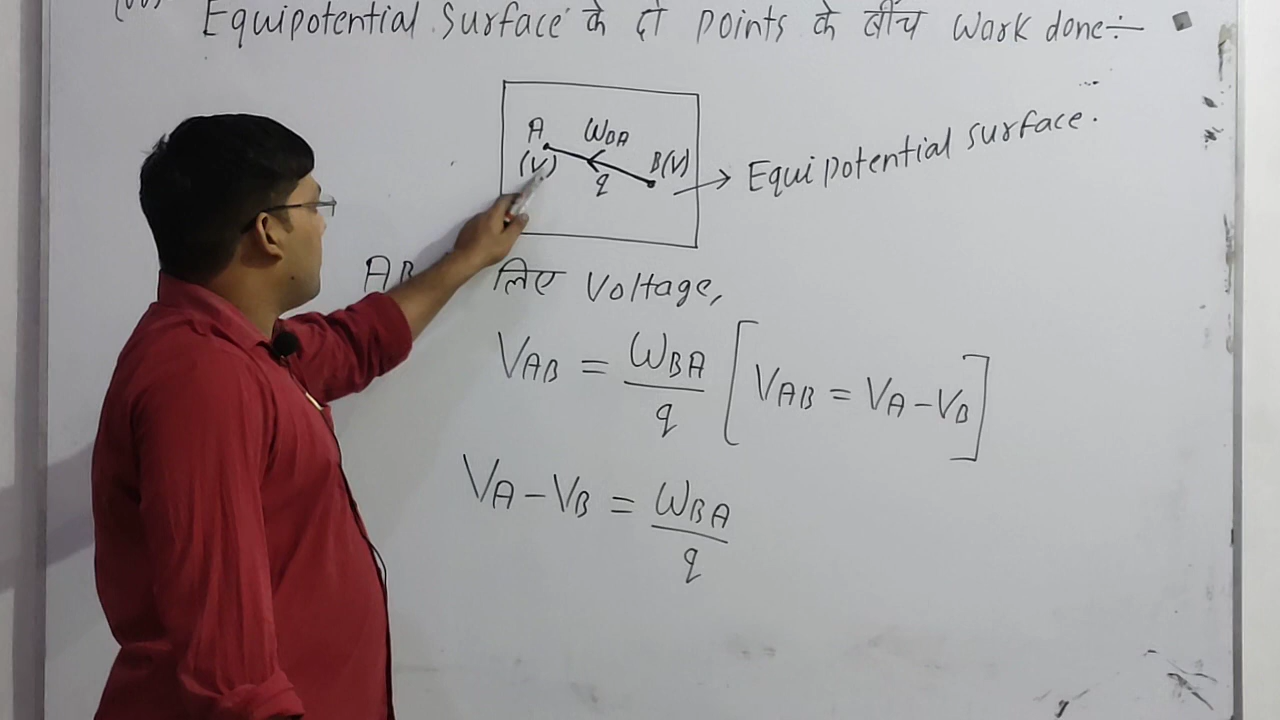 Equipotential Surface के दो points के बीच work done:-
A WBA
(V) B(V)
q
→ Equipotential surface.
AB लिए Voltage,
VAB = WBA/q [VAB = VA - VB]
VA - VB = WBA/q